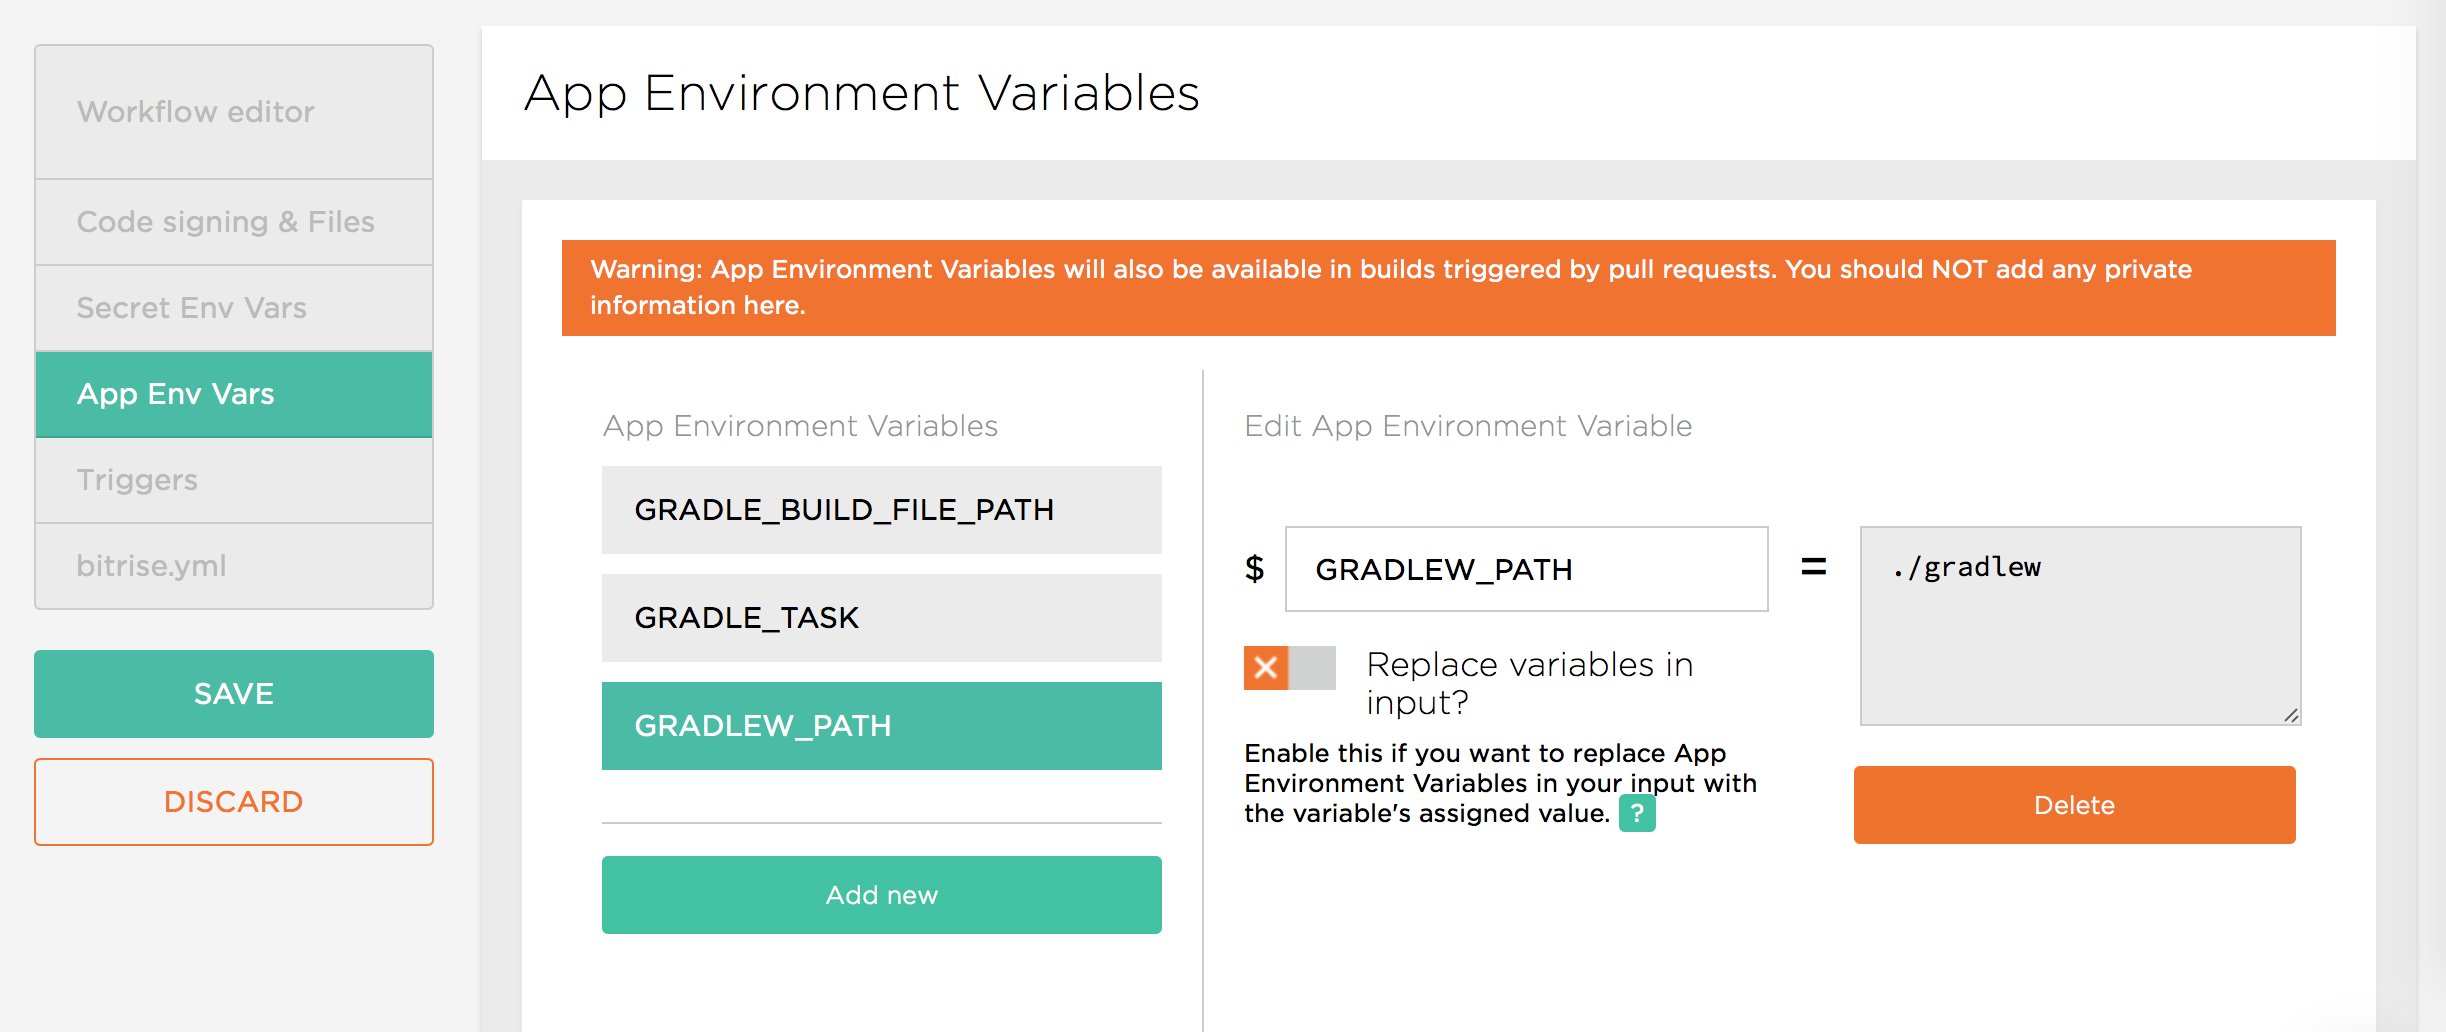 Workflow editor
Code signing & Files
Secret Env Vars
App Env Vars
Triggers
bitrise.yml
SAVE
DISCARD
App Environment Variables
Warning: App Environment Variables will also be available in builds triggered by pull requests. You should NOT add any private
information here.
App Environment Variables
GRADLE_BUILD_FILE_PATH
GRADLE_TASK
GRADLEW_PATH
Add new
Edit App Environment Variable
$ GRADLEW_PATH = ./gradlew
Replace variables in
input?
Enable this if you want to replace App
Environment Variables in your input with
the variable's assigned value. ?
Delete